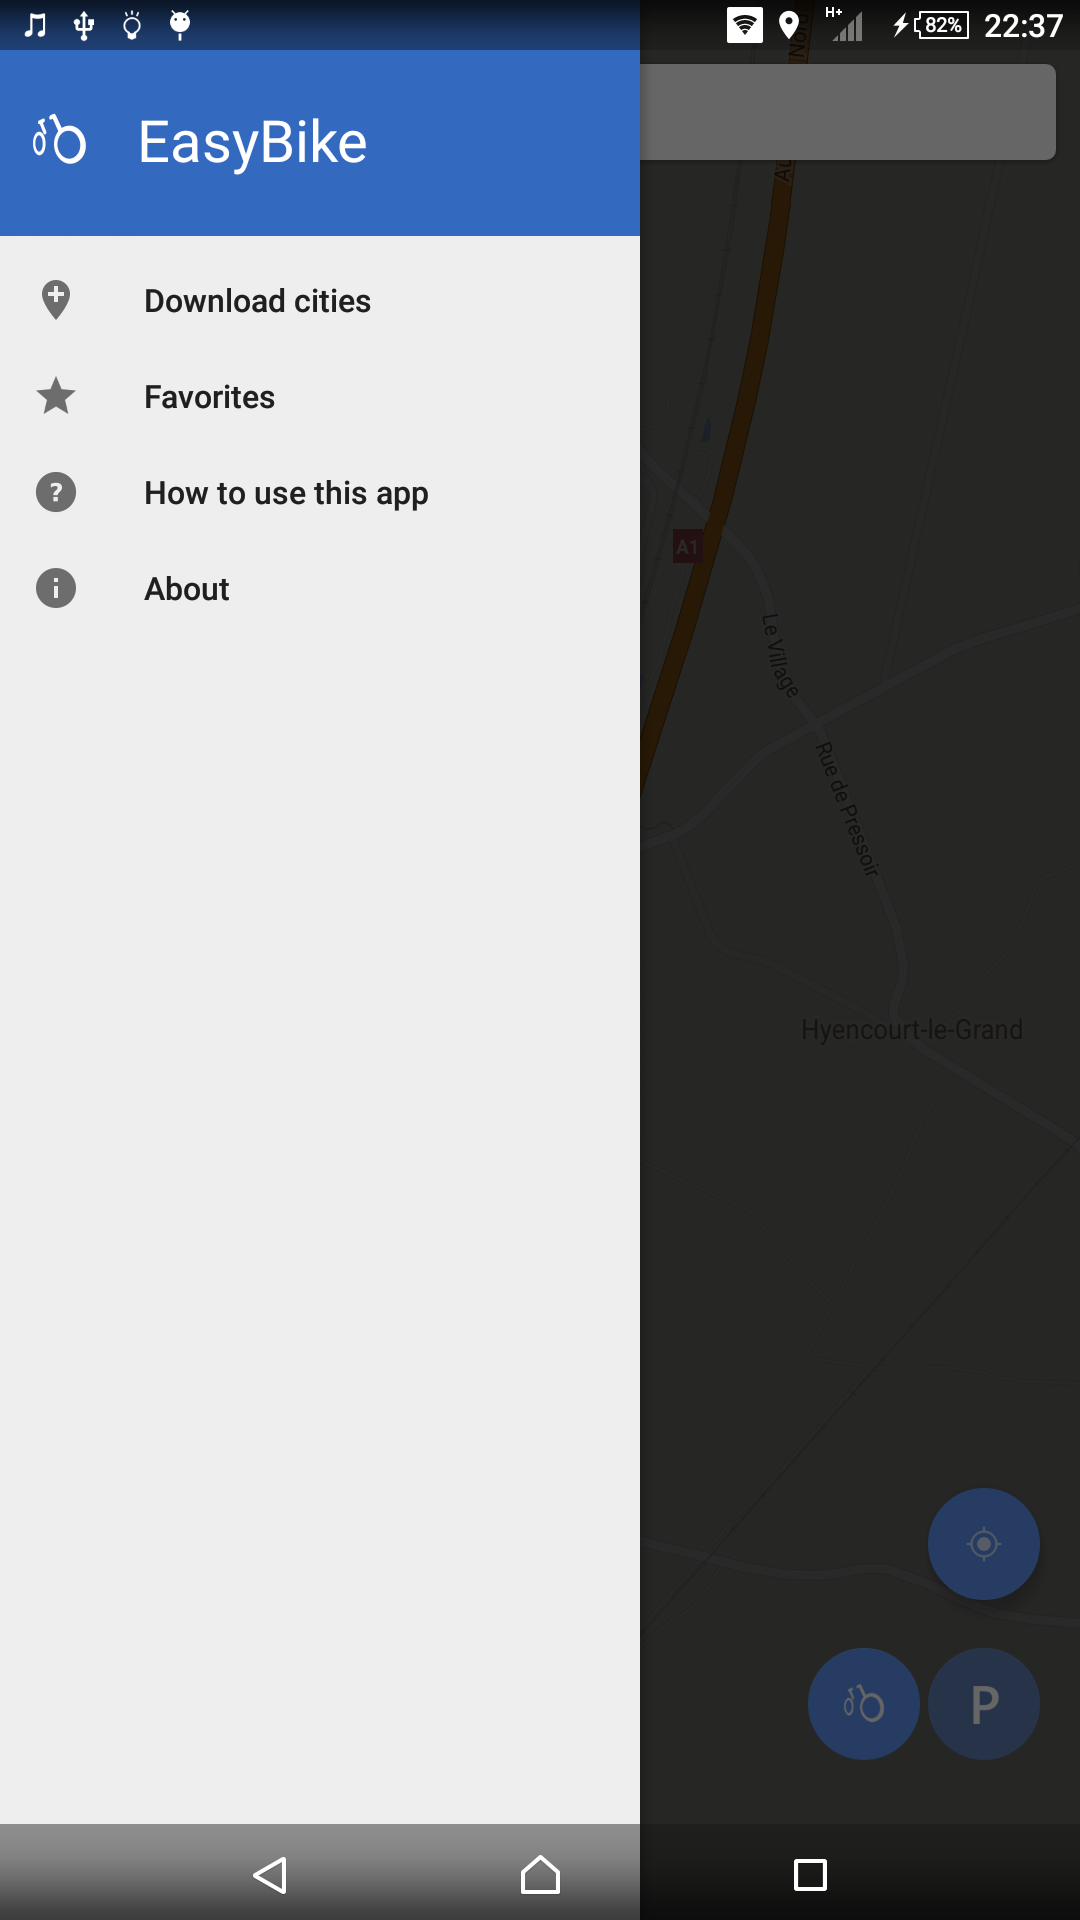 H+ 82% 22:37
EasyBike
Download cities
Favorites
How to use this app
About
Nord
A1
Le Village
Rue de Pressoir
Hyencourt-le-Grand
P